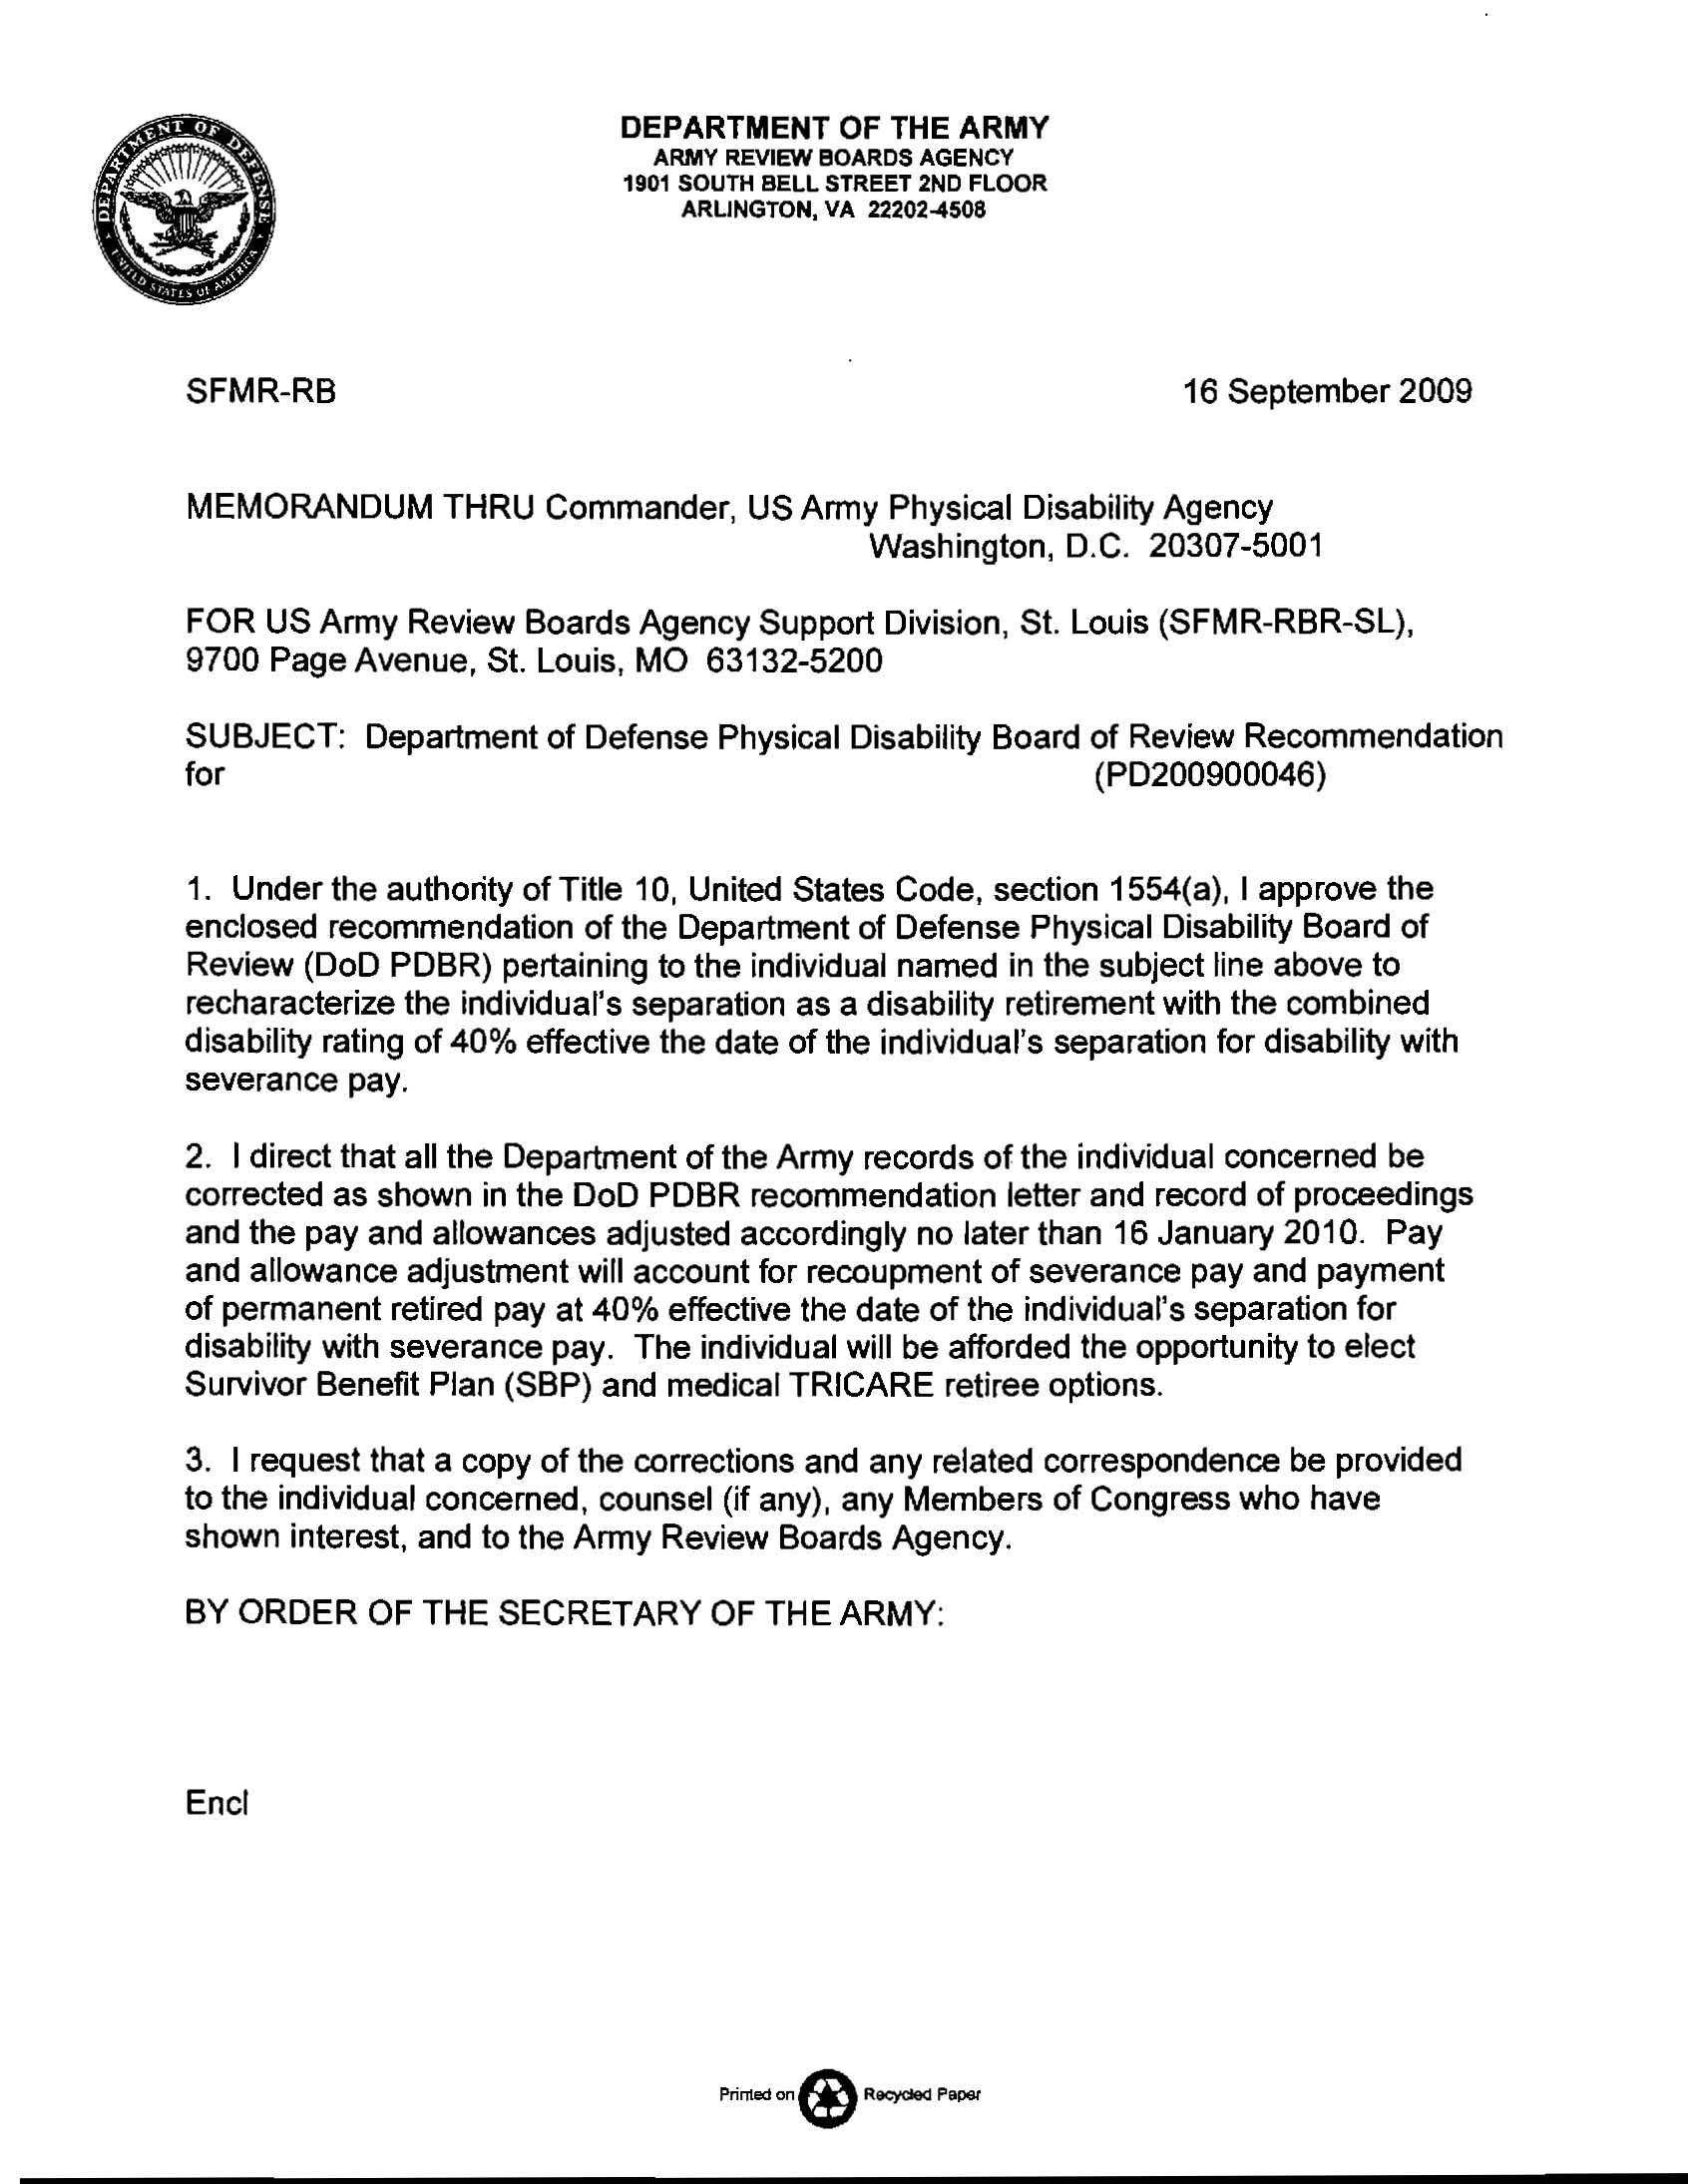 DEPARTMENT OF DEFENSE
UNITED STATES OF AMERICA
DEPARTMENT OF THE ARMY
ARMY REVIEW BOARDS AGENCY
1901 SOUTH BELL STREET 2ND FLOOR
ARLINGTON, VA 22202-4508
SFMR-RB 16 September 2009
MEMORANDUM THRU Commander, US Army Physical Disability Agency
Washington, D.C. 20307-5001
FOR US Army Review Boards Agency Support Division, St. Louis (SFMR-RBR-SL),
9700 Page Avenue, St. Louis, MO 63132-5200
SUBJECT: Department of Defense Physical Disability Board of Review Recommendation
for (PD200900046)
1. Under the authority of Title 10, United States Code, section 1554(a), I approve the
enclosed recommendation of the Department of Defense Physical Disability Board of
Review (DoD PDBR) pertaining to the individual named in the subject line above to
recharacterize the individual's separation as a disability retirement with the combined
disability rating of 40% effective the date of the individual's separation for disability with
severance pay.
2. I direct that all the Department of the Army records of the individual concerned be
corrected as shown in the DoD PDBR recommendation letter and record of proceedings
and the pay and allowances adjusted accordingly no later than 16 January 2010. Pay
and allowance adjustment will account for recoupment of severance pay and payment
of permanent retired pay at 40% effective the date of the individual's separation for
disability with severance pay. The individual will be afforded the opportunity to elect
Survivor Benefit Plan (SBP) and medical TRICARE retiree options.
3. I request that a copy of the corrections and any related correspondence be provided
to the individual concerned, counsel (if any), any Members of Congress who have
shown interest, and to the Army Review Boards Agency.
BY ORDER OF THE SECRETARY OF THE ARMY:
Encl
Printed on Recycled Paper